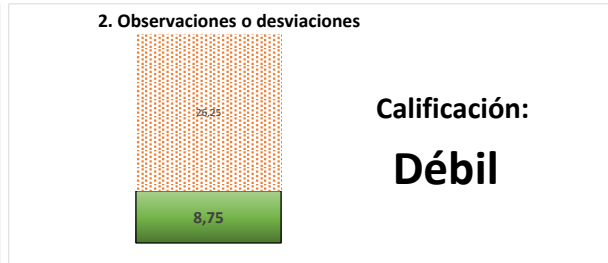 2. Observaciones o desviaciones
26,25
Calificación:
Débil
8,75